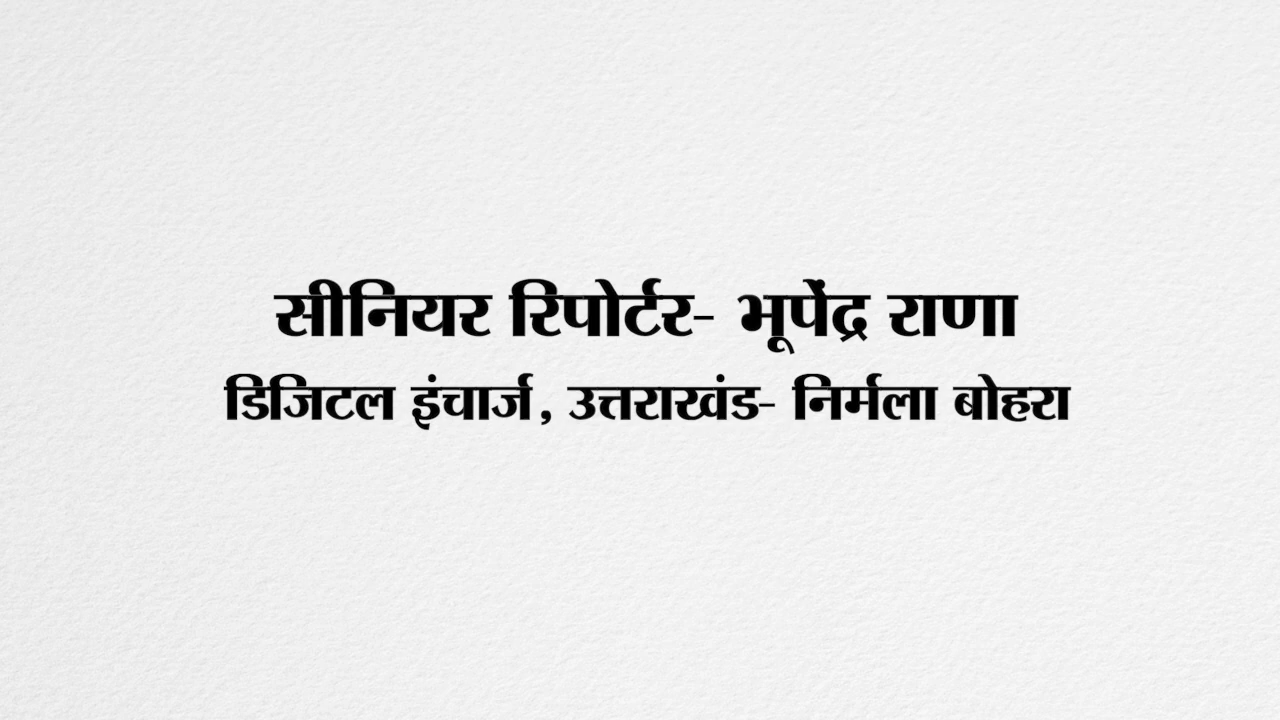 सीनियर रिपोर्टर- भूपेंद्र राणा
डिजिटल इंचार्ज, उत्तराखंड- निर्मला बोहरा